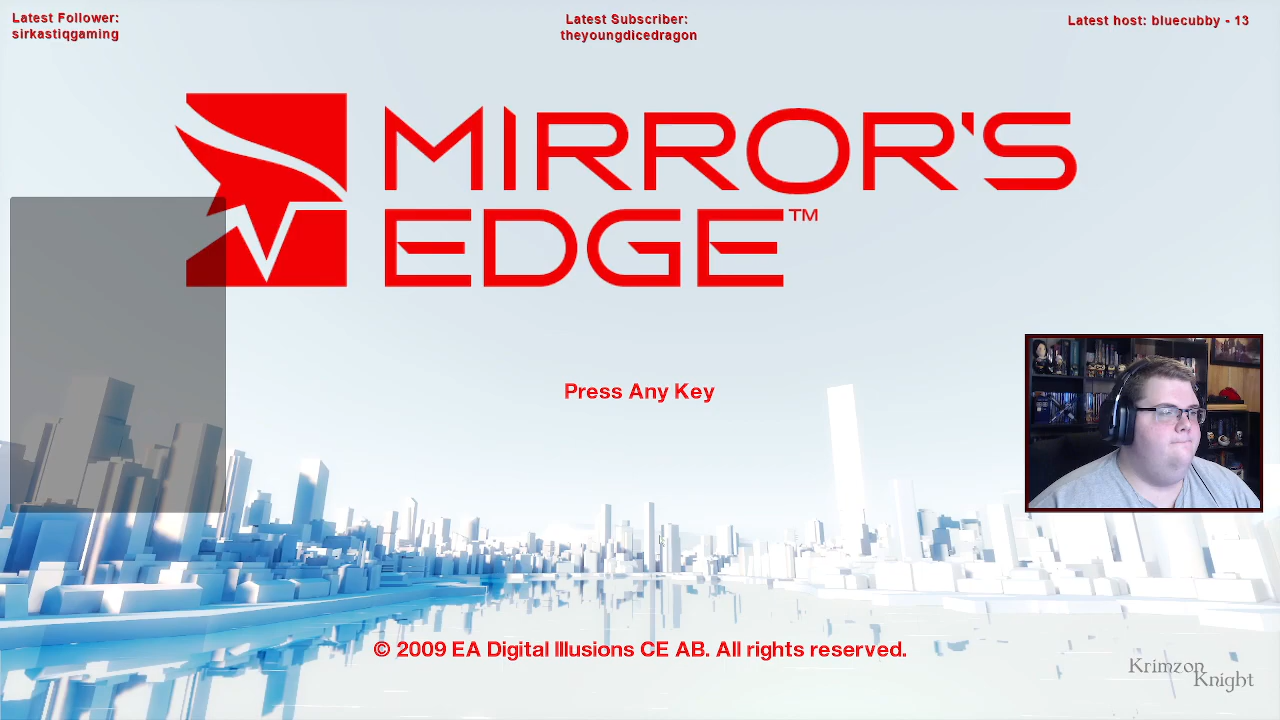 Latest Follower:
sirkastiqgaming
Latest Subscriber:
theyoungdicedragon
Latest host: bluecubby - 13
MIRROR'S
EDGE™
Press Any Key
© 2009 EA Digital Illusions CE AB. All rights reserved.
Krimzon
Knight